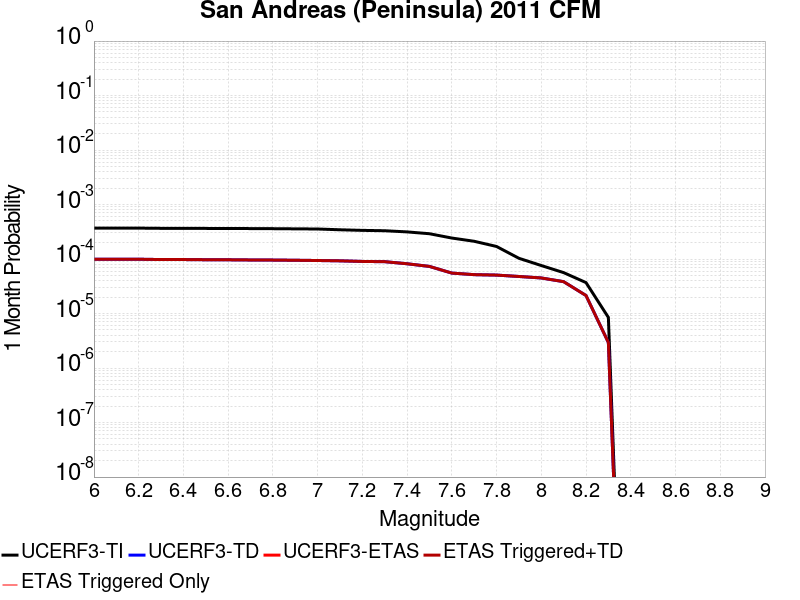 San Andreas (Peninsula) 2011 CFM
10^0
10^-1
10^-2
10^-3
10^-4
10^-5
10^-6
10^-7
10^-8
1 Month Probability
6 6.2 6.4 6.6 6.8 7 7.2 7.4 7.6 7.8 8 8.2 8.4 8.6 8.8 9
Magnitude
UCERF3-TI UCERF3-TD UCERF3-ETAS ETAS Triggered+TD
ETAS Triggered Only